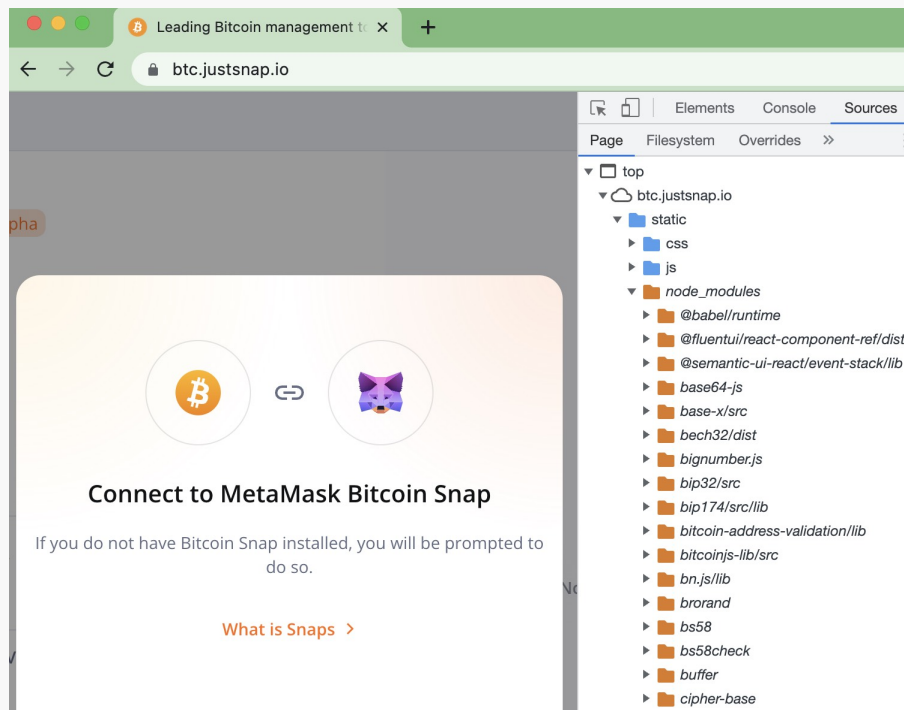 Leading Bitcoin management to
btc.justsnap.io
Elements Console Sources
Page Filesystem Overrides »
top
btc.justsnap.io
static
css
js
node_modules
@babel/runtime
@fluentui/react-component-ref/dist
@semantic-ui-react/event-stack/lib
base64-js
base-x/src
bech32/dist
bignumber.js
bip32/src
bip174/src/lib
bitcoin-address-validation/lib
bitcoinjs-lib/src
bn.js/lib
brorand
bs58
bs58check
buffer
cipher-base
pha
Connect to MetaMask Bitcoin Snap
If you do not have Bitcoin Snap installed, you will be prompted to
do so.
What is Snaps